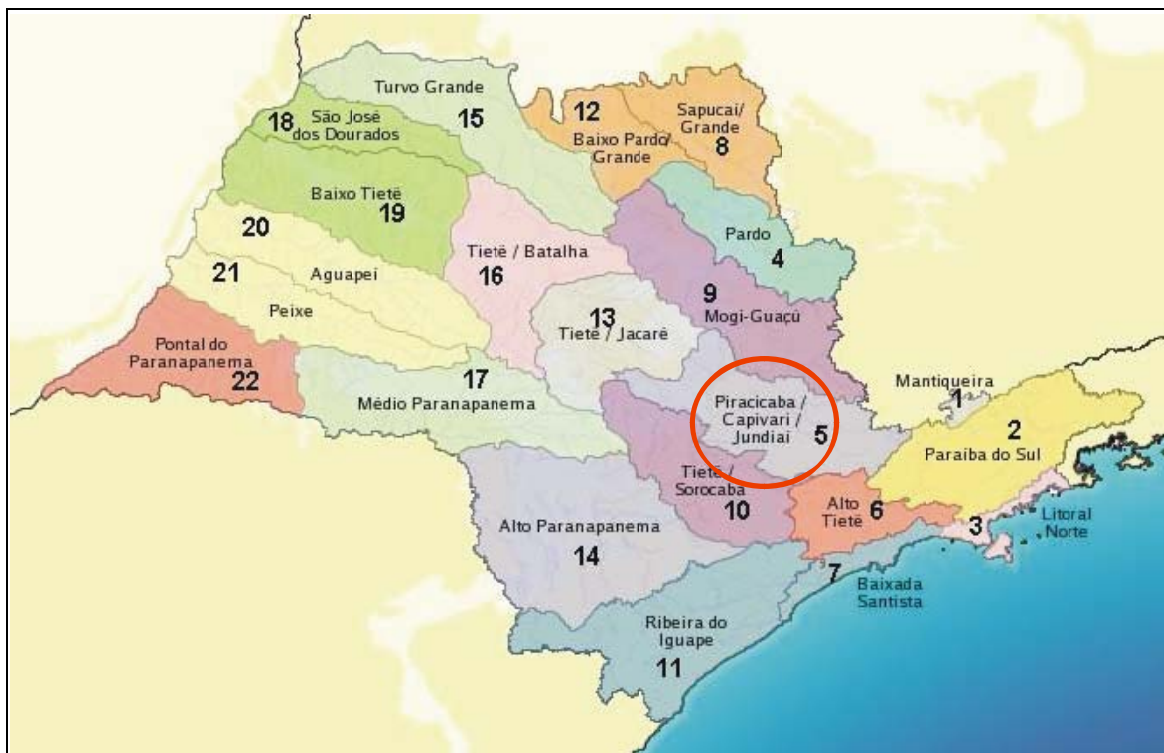 Turvo Grande
15
18
São José
dos Dourados
12
Baixo Pardo/
Grande
Sapucaí/
Grande
8
Baixo Tietê
19
20
Aguapeí
21
Peixe
Tietê / Batalha
16
Pardo
4
9
Mogi-Guaçú
13
Tietê / Jacaré
Pontal do
Paranapanema
22
17
Médio Paranapanema
Piracicaba /
Capivari /
Jundiaí
5
Mantiqueira
1
2
Paraíba do Sul
Tietê /
Sorocaba
10
Alto
Tietê
6
3
Litoral
Norte
Alto Paranapanema
14
7
Baixada
Santista
Ribeira do
Iguape
11